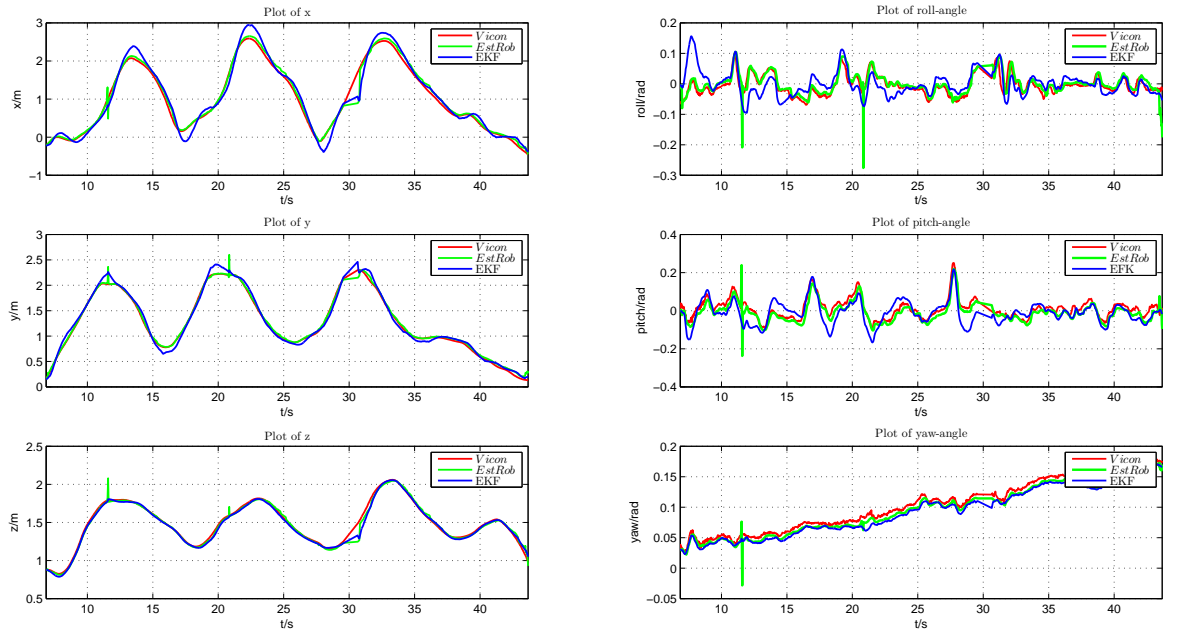 Plot of x
3
2
1
0
−1
x/m
10 15 20 25 30 35 40
t/s
Vicon
EstRob
EKF
Plot of roll-angle
0.2
0.1
0
−0.1
−0.2
−0.3
roll/rad
10 15 20 25 30 35 40
t/s
Vicon
EstRob
EKF
Plot of y
3
2.5
2
1.5
1
0.5
0
y/m
10 15 20 25 30 35 40
t/s
Vicon
EstRob
EKF
Plot of pitch-angle
0.4
0.2
0
−0.2
−0.4
pitch/rad
10 15 20 25 30 35 40
t/s
Vicon
EstRob
EFK
Plot of z
2.5
2
1.5
1
0.5
z/m
10 15 20 25 30 35 40
t/s
Vicon
EstRob
EKF
Plot of yaw-angle
0.2
0.15
0.1
0.05
0
−0.05
yaw/rad
10 15 20 25 30 35 40
t/s
Vicon
EstRob
EKF